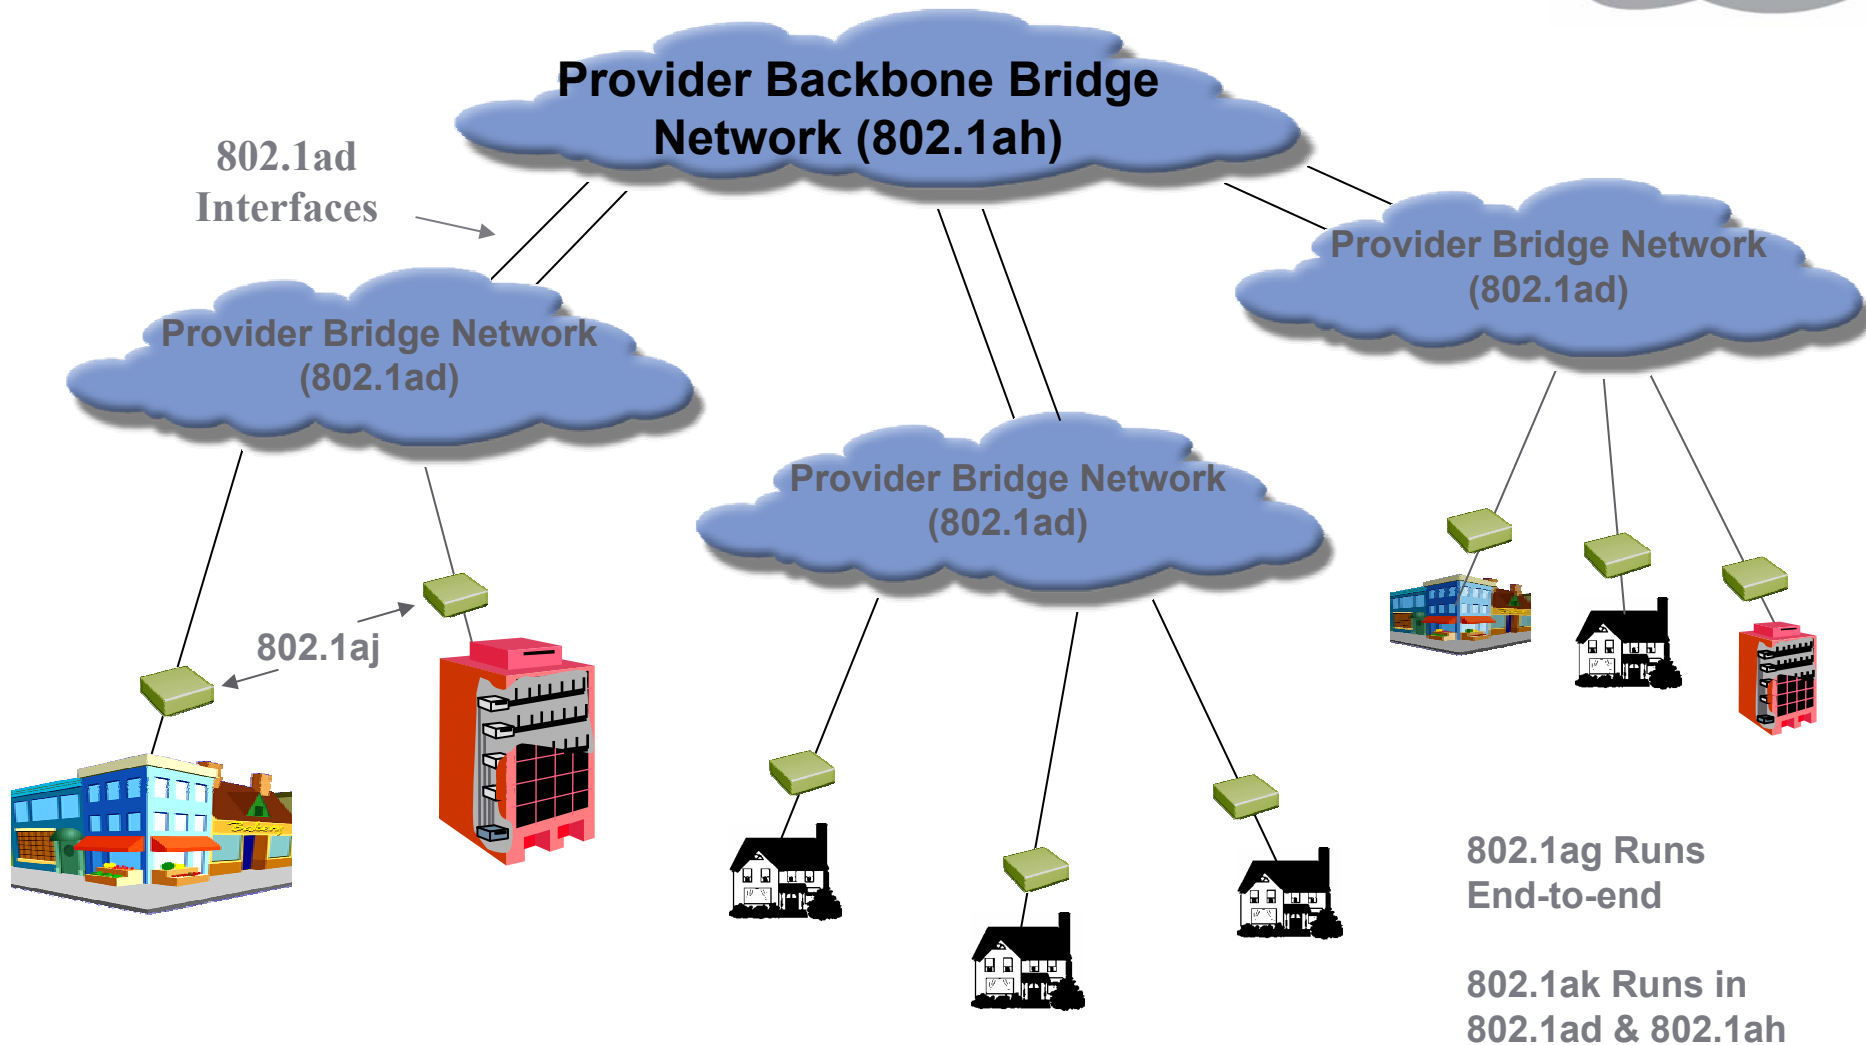 Provider Backbone Bridge
Network (802.1ah)
802.1ad
Interfaces
Provider Bridge Network
(802.1ad)
Provider Bridge Network
(802.1ad)
Provider Bridge Network
(802.1ad)
802.1aj
Bakery
802.1ag Runs
End-to-end
802.1ak Runs in
802.1ad & 802.1ah